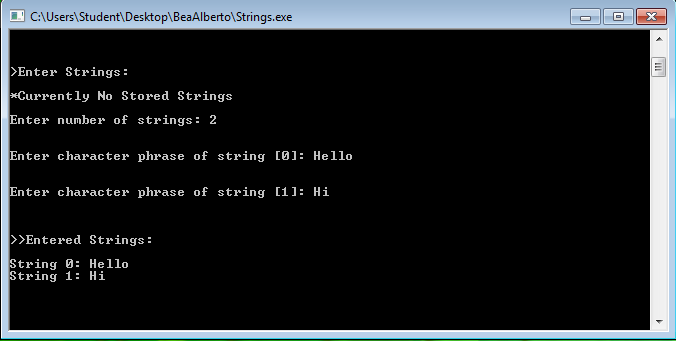 C:\Users\Student\Desktop\BeaAlberto\Strings.exe
>Enter Strings:
*Currently No Stored Strings
Enter number of strings: 2
Enter character phrase of string [0]: Hello
Enter character phrase of string [1]: Hi
>>Entered Strings:
String 0: Hello
String 1: Hi